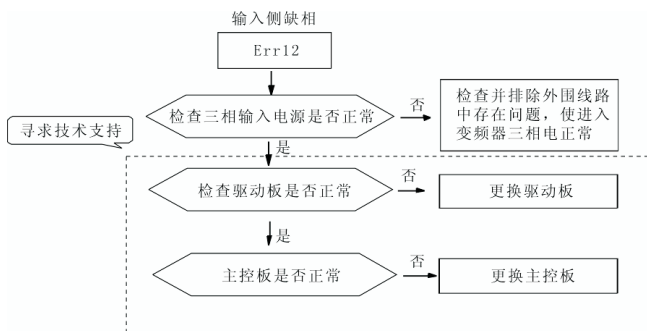 输入侧缺相
Err12
检查三相输入电源是否正常
否
检查并排除外围线路
中存在问题，使进入
变频器三相电正常
寻求技术支持
是
检查驱动板是否正常
否
更换驱动板
是
主控板是否正常
否
更换主控板